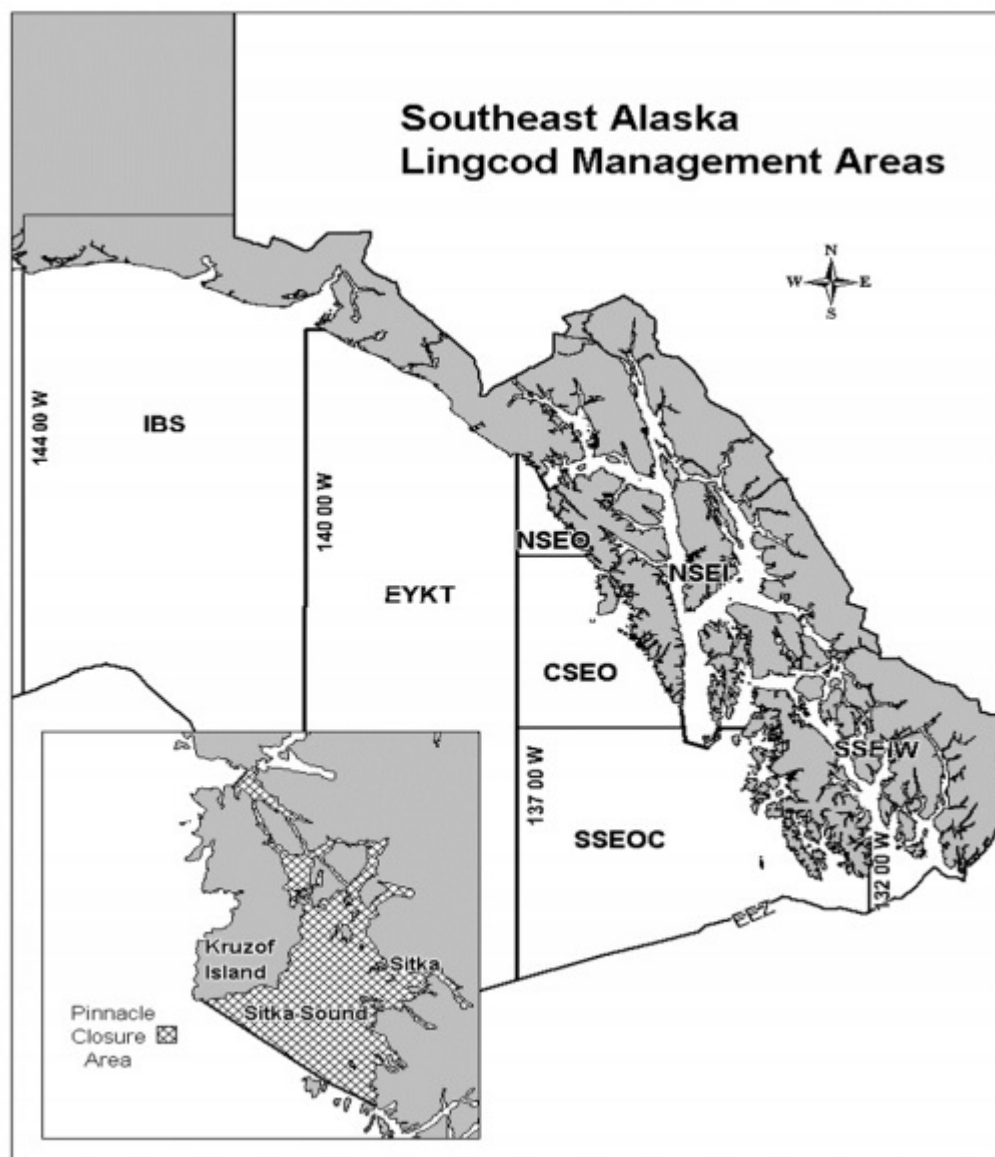 Southeast Alaska
Lingcod Management Areas
N
W E
S
144 00 W
IBS
140 00 W
EYKT
NSEO
NSEI
CSEO
SSEIW
137 00 W
SSEOC
132 00 W
EEZ
Kruzof
Island
Sitka
Sitka Sound
Pinnacle
Closure
Area